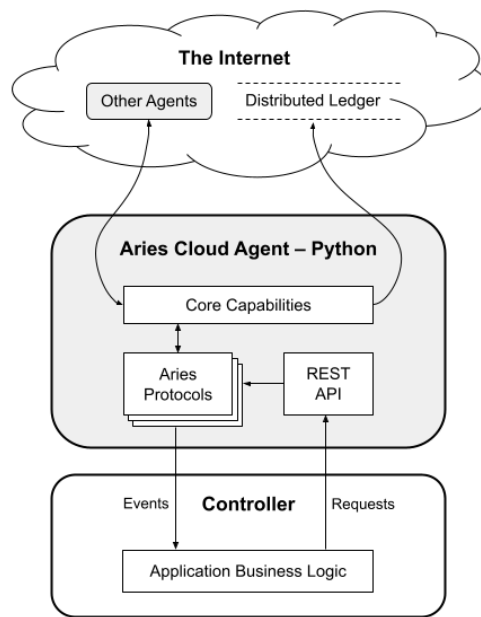 The Internet
Other Agents
Distributed Ledger
Aries Cloud Agent – Python
Core Capabilities
Aries
Protocols
REST
API
Events
Controller
Requests
Application Business Logic